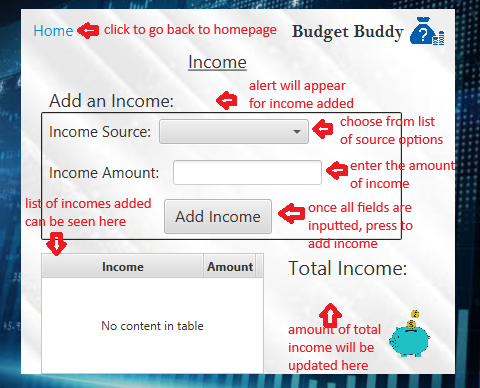 Home click to go back to homepage Budget Buddy
Income
alert will appear
for income added
Add an Income:
Income Source:
choose from list
of source options
Income Amount:
enter the amount
of income
list of incomes added
can be seen here
Add Income
once all fields are
inputted, press to
add income
Income Amount
No content in table
Total Income:
amount of total
income will be
updated here